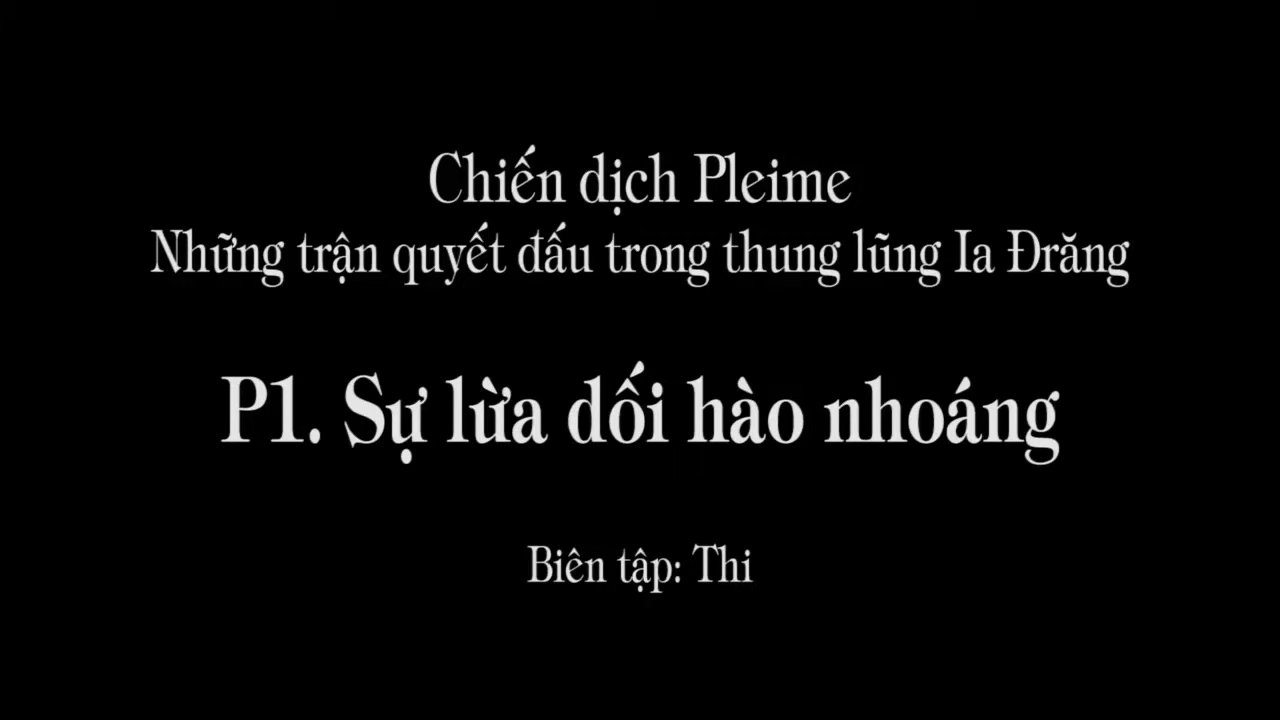 Chiến dịch Pleime
Những trận quyết đấu trong thung lũng Ia Đrăng
P1. Sự lừa dối hào nhoáng
Biên tập: Thi